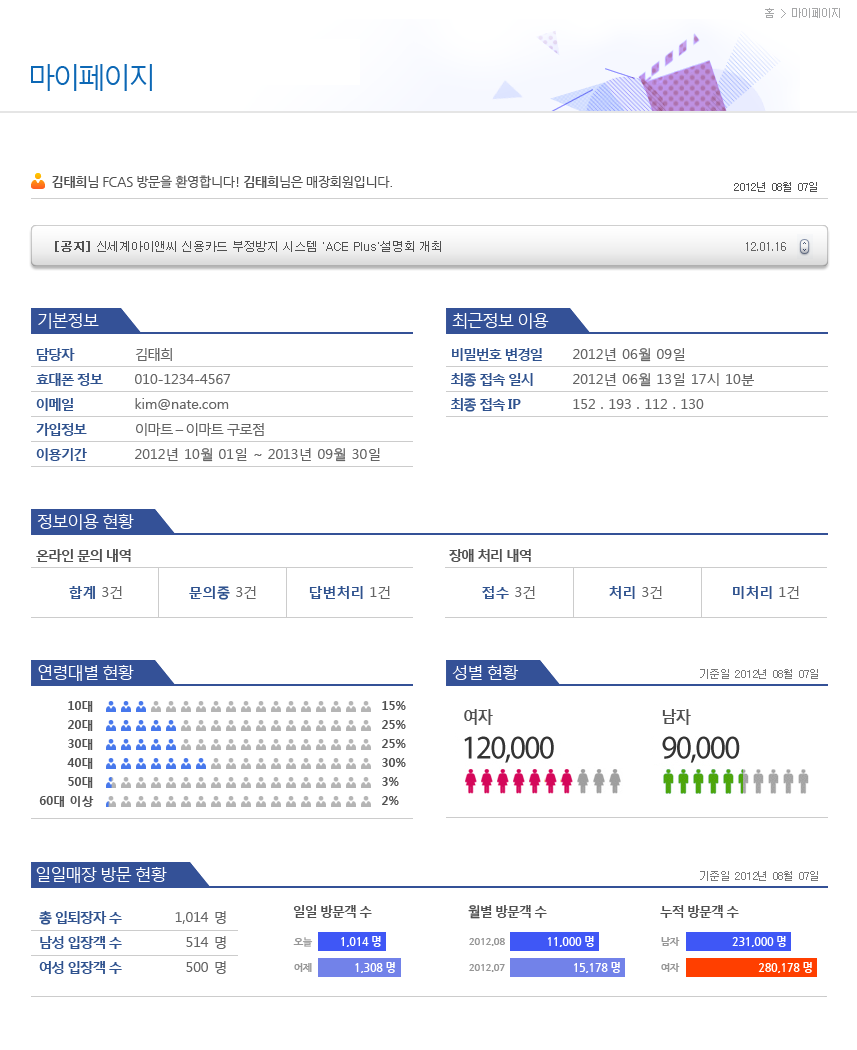 홈 > 마이페이지
마이페이지
김태희님 FCAS 방문을 환영합니다! 김태희님은 매장회원입니다.
2012년 08월 07일
[공지] 신세계아이앤씨 신용카드 부정방지 시스템 'ACE Plus'설명회 개최
12.01.16
기본정보
담당자 김태희
휴대폰 정보 010-1234-4567
이메일 kim@nate.com
가입정보 이마트 – 이마트 구로점
이용기간 2012년 10월 01일 ~ 2013년 09월 30일
최근정보 이용
비밀번호 변경일 2012년 06월 09일
최종 접속 일시 2012년 06월 13일 17시 10분
최종 접속 IP 152 . 193 . 112 . 130
정보이용 현황
온라인 문의 내역
합계 3건 문의중 3건 답변처리 1건
장애 처리 내역
접수 3건 처리 3건 미처리 1건
연령대별 현황
10대 15%
20대 25%
30대 25%
40대 30%
50대 3%
60대 이상 2%
성별 현황
기준일 2012년 08월 07일
여자 남자
120,000 90,000
일일매장 방문 현황
기준일 2012년 08월 07일
총 입퇴장자 수 1,014 명
남성 입장객 수 514 명
여성 입장객 수 500 명
일일 방문객 수
오늘 1,014 명
어제 1,308 명
월별 방문객 수
2012.08 11,000 명
2012.07 15,178 명
누적 방문객 수
남자 231,000 명
여자 280,178 명